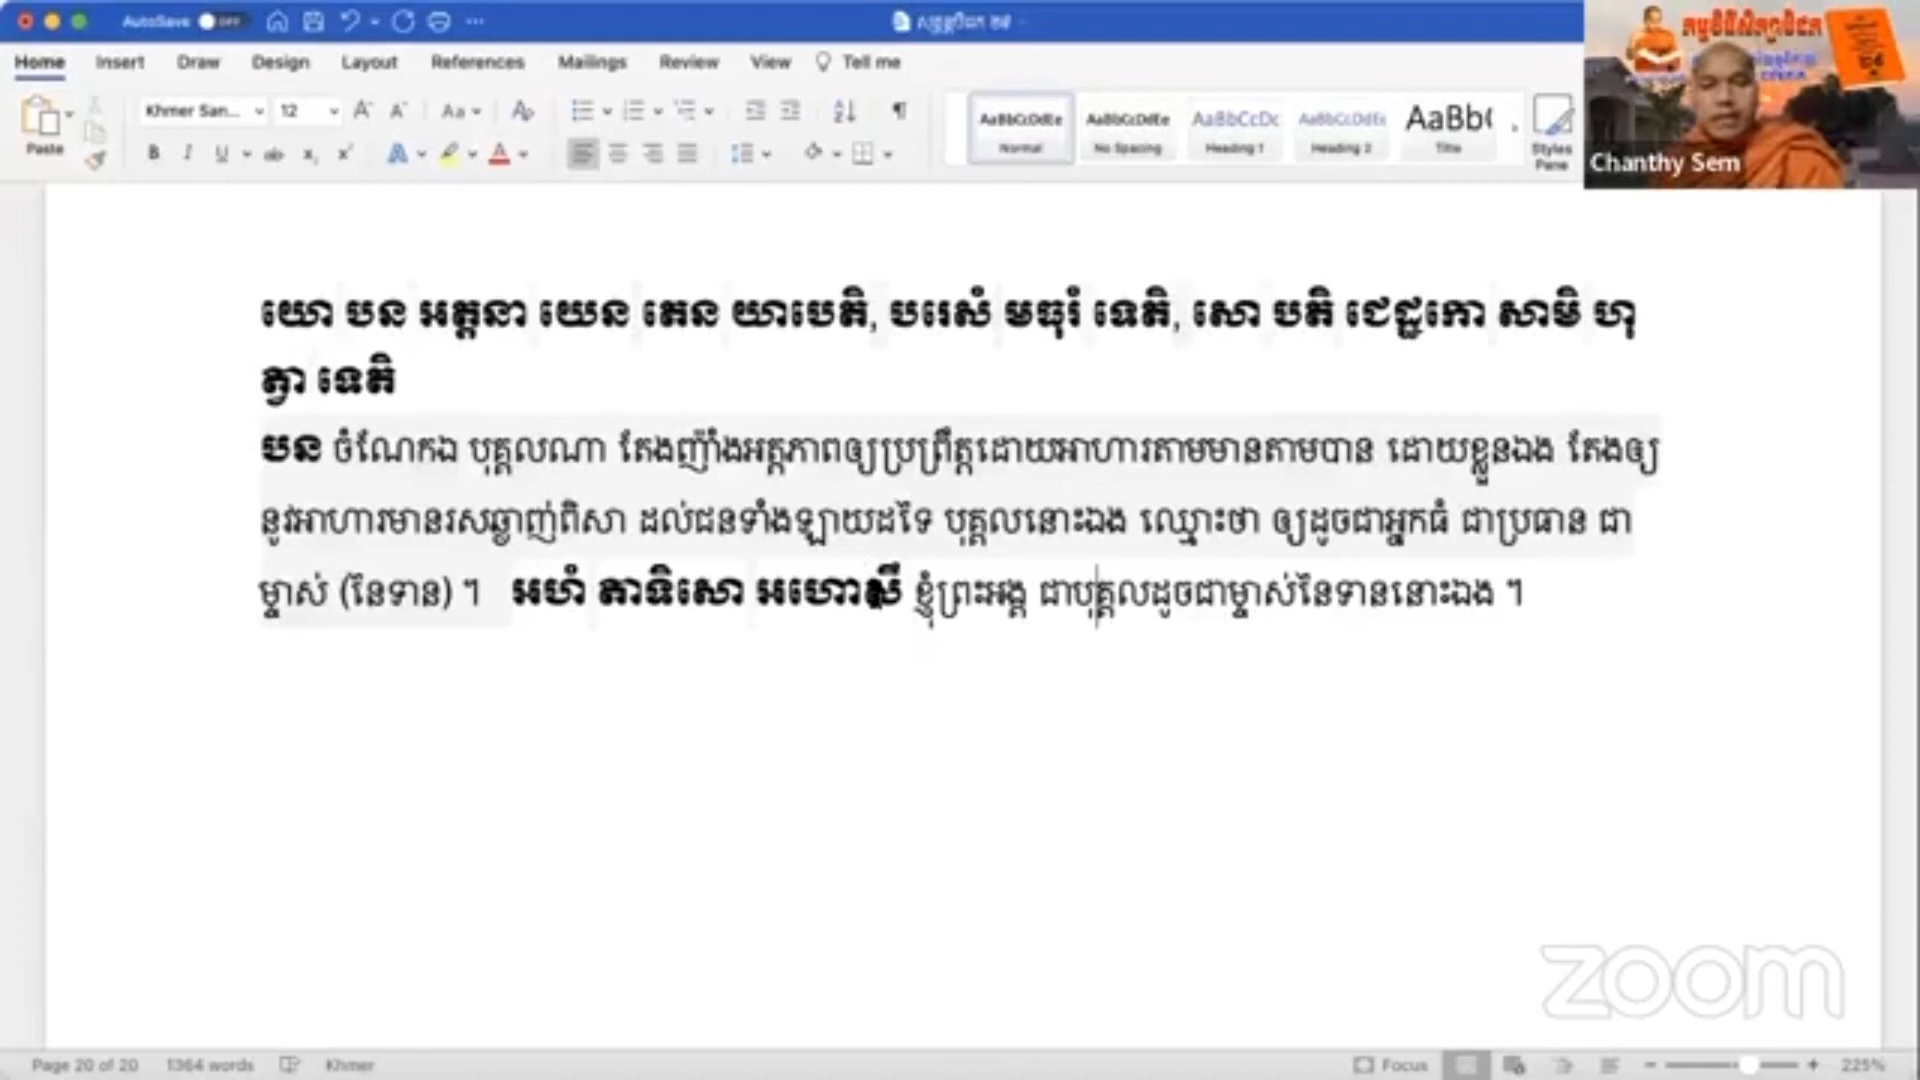 AutoSave OFF
Home Insert Draw Design Layout References Mailings Review View Tell me
Paste
Khmer San... 12
AaBbCcDdEe AaBbCcDdEe AaBbCcDc AaBbCcDdEe AaBb(
Normal No Spacing Heading 1 Heading 2 Title
Styles Pane
Chanthy Sem
យោ បន អត្តនា យេន តេន យាបេតិ, បរេសំ មធុរំ ទេតិ, សោ បតិ ជេដ្ឋកោ សាមិ ហុ
ត្វា ទេតិ
បន ចំណែកឯ បុគ្គលណា តែងញ៉ាំងអត្តភាពឲ្យប្រព្រឹត្តដោយអាហារតាមមានតាមបាន ដោយខ្លួនឯង តែងឲ្យ
នូវអាហារមានរសឆ្ងាញ់ពិសា ដល់ជនទាំងឡាយដទៃ បុគ្គលនោះឯង ឈ្មោះថា ឲ្យដូចជាអ្នកធំ ជាប្រធាន ជា
ម្ចាស់ (នៃទាន) ។ អហំ តាទិសោ អហោសឹ ខ្ញុំព្រះអង្គ ជាបុគ្គលដូចជាម្ចាស់នៃទាននោះឯង ។
zoom
Page 20 of 20 1364 words Khmer Focus 225%